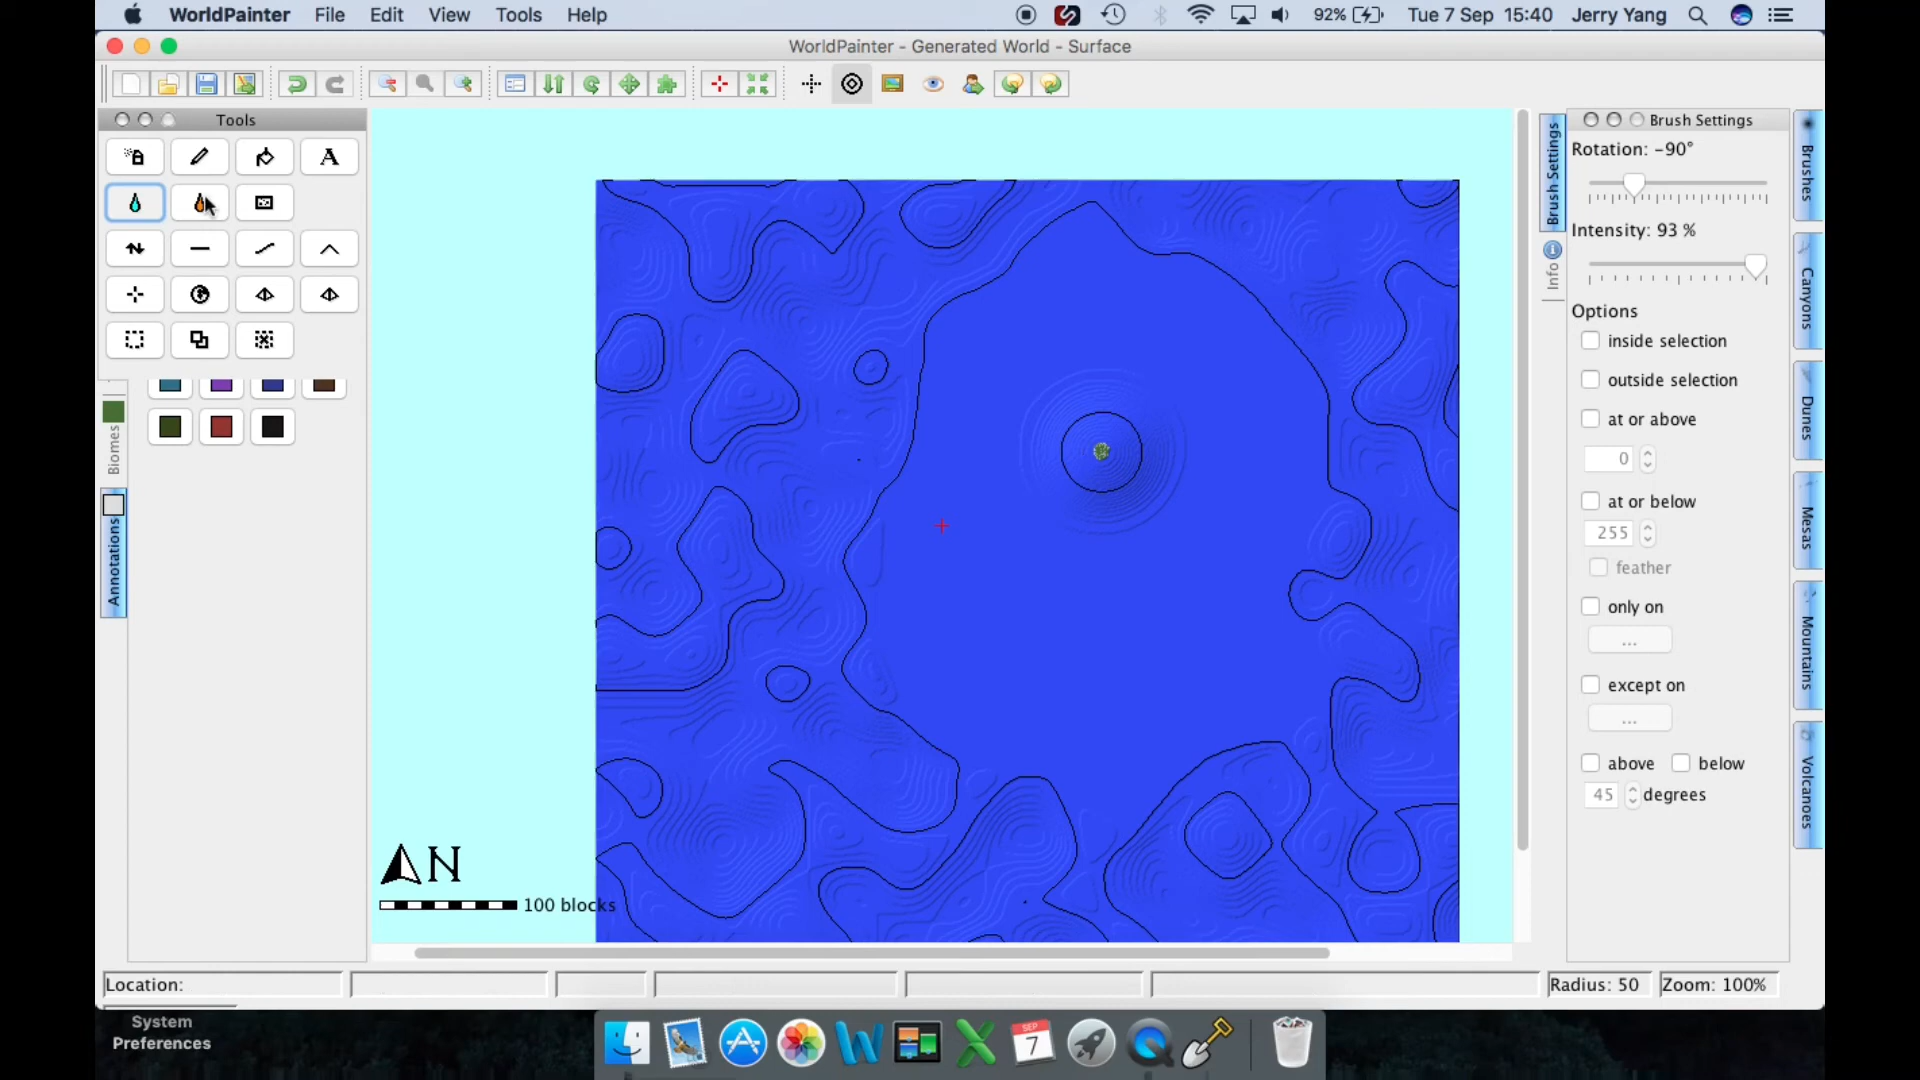 WorldPainter File Edit View Tools Help 92% Tue 7 Sep 15:40 Jerry Yang
WorldPainter - Generated World - Surface
Tools
A
Biomes
Annotations
N
100 blocks
Brush Settings
Info
Brush Settings
Rotation: -90°
Intensity: 93 %
Options
inside selection
outside selection
at or above
0
at or below
255
feather
only on
...
except on
...
above below
45 degrees
Brushes
Canyons
Dunes
Mesas
Mountains
Volcanoes
Location: Radius: 50 Zoom: 100%
System
Preferences
SEP
7